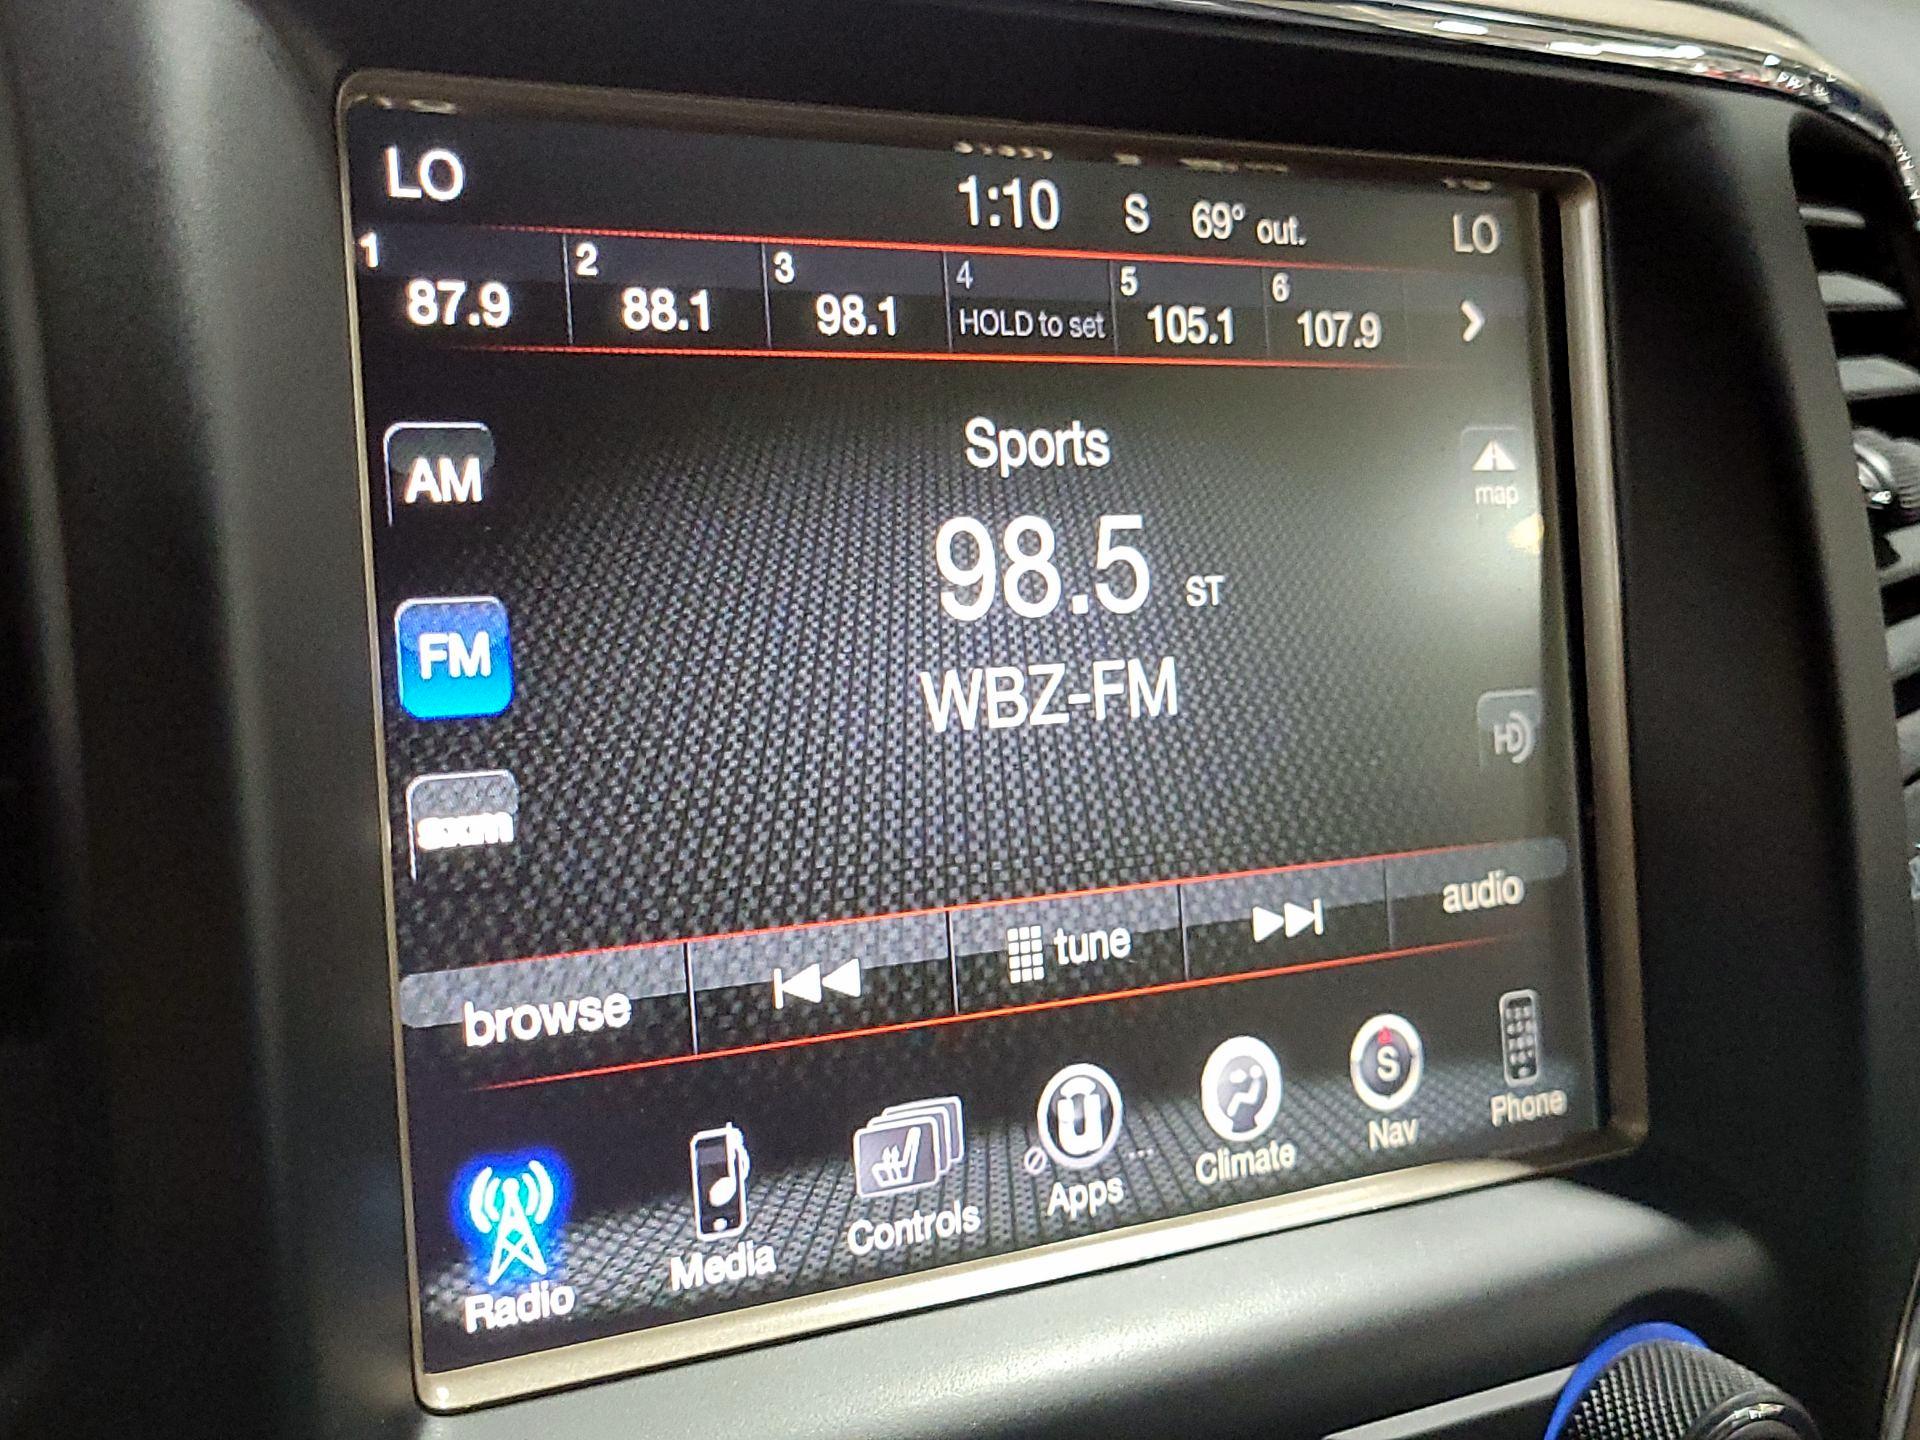 LO 1:10 S 69° out. LO
1 2 3 4 5 6
87.9 88.1 98.1 HOLD to set 105.1 107.9
Sports
AM
map
98.5 ST
FM
WBZ-FM
HD
sxm
browse tune audio
S
Radio Media Controls Apps ... Climate Nav Phone